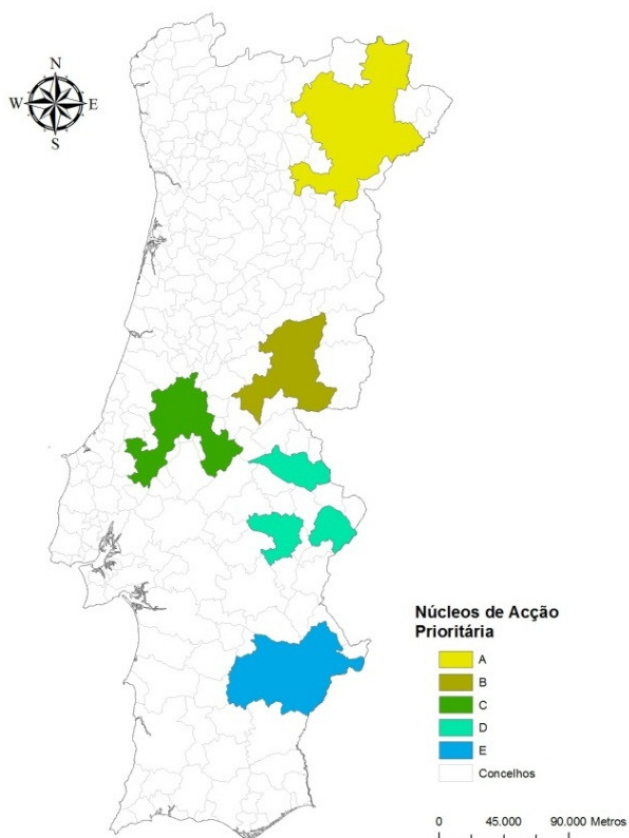 N
W E
S
Núcleos de Acção
Prioritária
A
B
C
D
E
Concelhos
0 45.000 90.000 Metros